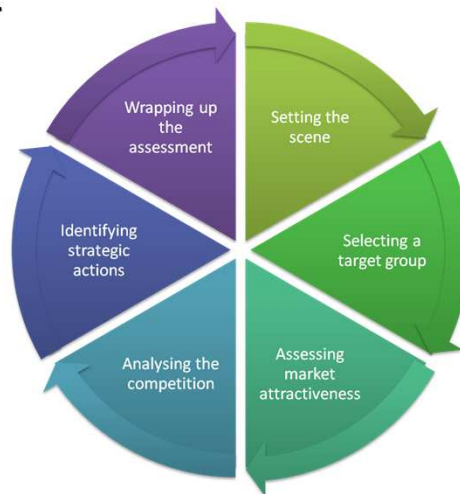 Setting the
scene
Selecting a
target group
Assessing
market
attractiveness
Analysing the
competition
Identifying
strategic
actions
Wrapping up
the
assessment